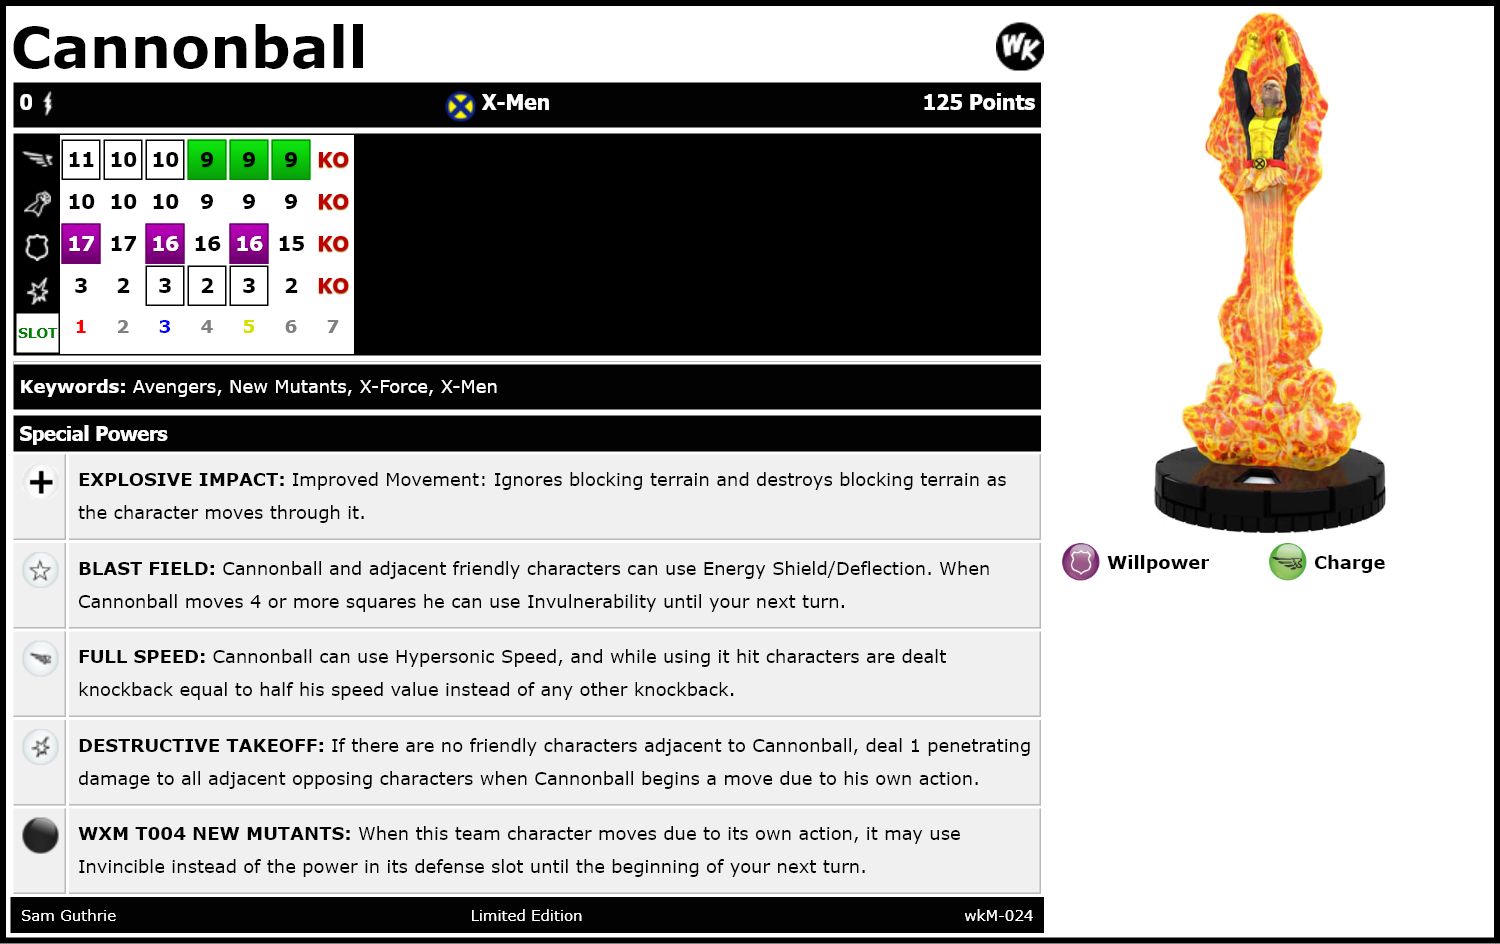 Cannonball
WK
0 X-Men 125 Points
11 10 10 9 9 9 KO
10 10 10 9 9 9 KO
17 17 16 16 16 15 KO
3 2 3 2 3 2 KO
SLOT 1 2 3 4 5 6 7
Keywords: Avengers, New Mutants, X-Force, X-Men
Special Powers
EXPLOSIVE IMPACT: Improved Movement: Ignores blocking terrain and destroys blocking terrain as
the character moves through it.
BLAST FIELD: Cannonball and adjacent friendly characters can use Energy Shield/Deflection. When
Cannonball moves 4 or more squares he can use Invulnerability until your next turn.
FULL SPEED: Cannonball can use Hypersonic Speed, and while using it hit characters are dealt
knockback equal to half his speed value instead of any other knockback.
DESTRUCTIVE TAKEOFF: If there are no friendly characters adjacent to Cannonball, deal 1 penetrating
damage to all adjacent opposing characters when Cannonball begins a move due to his own action.
WXM T004 NEW MUTANTS: When this team character moves due to its own action, it may use
Invincible instead of the power in its defense slot until the beginning of your next turn.
Sam Guthrie Limited Edition wkM-024
Willpower Charge